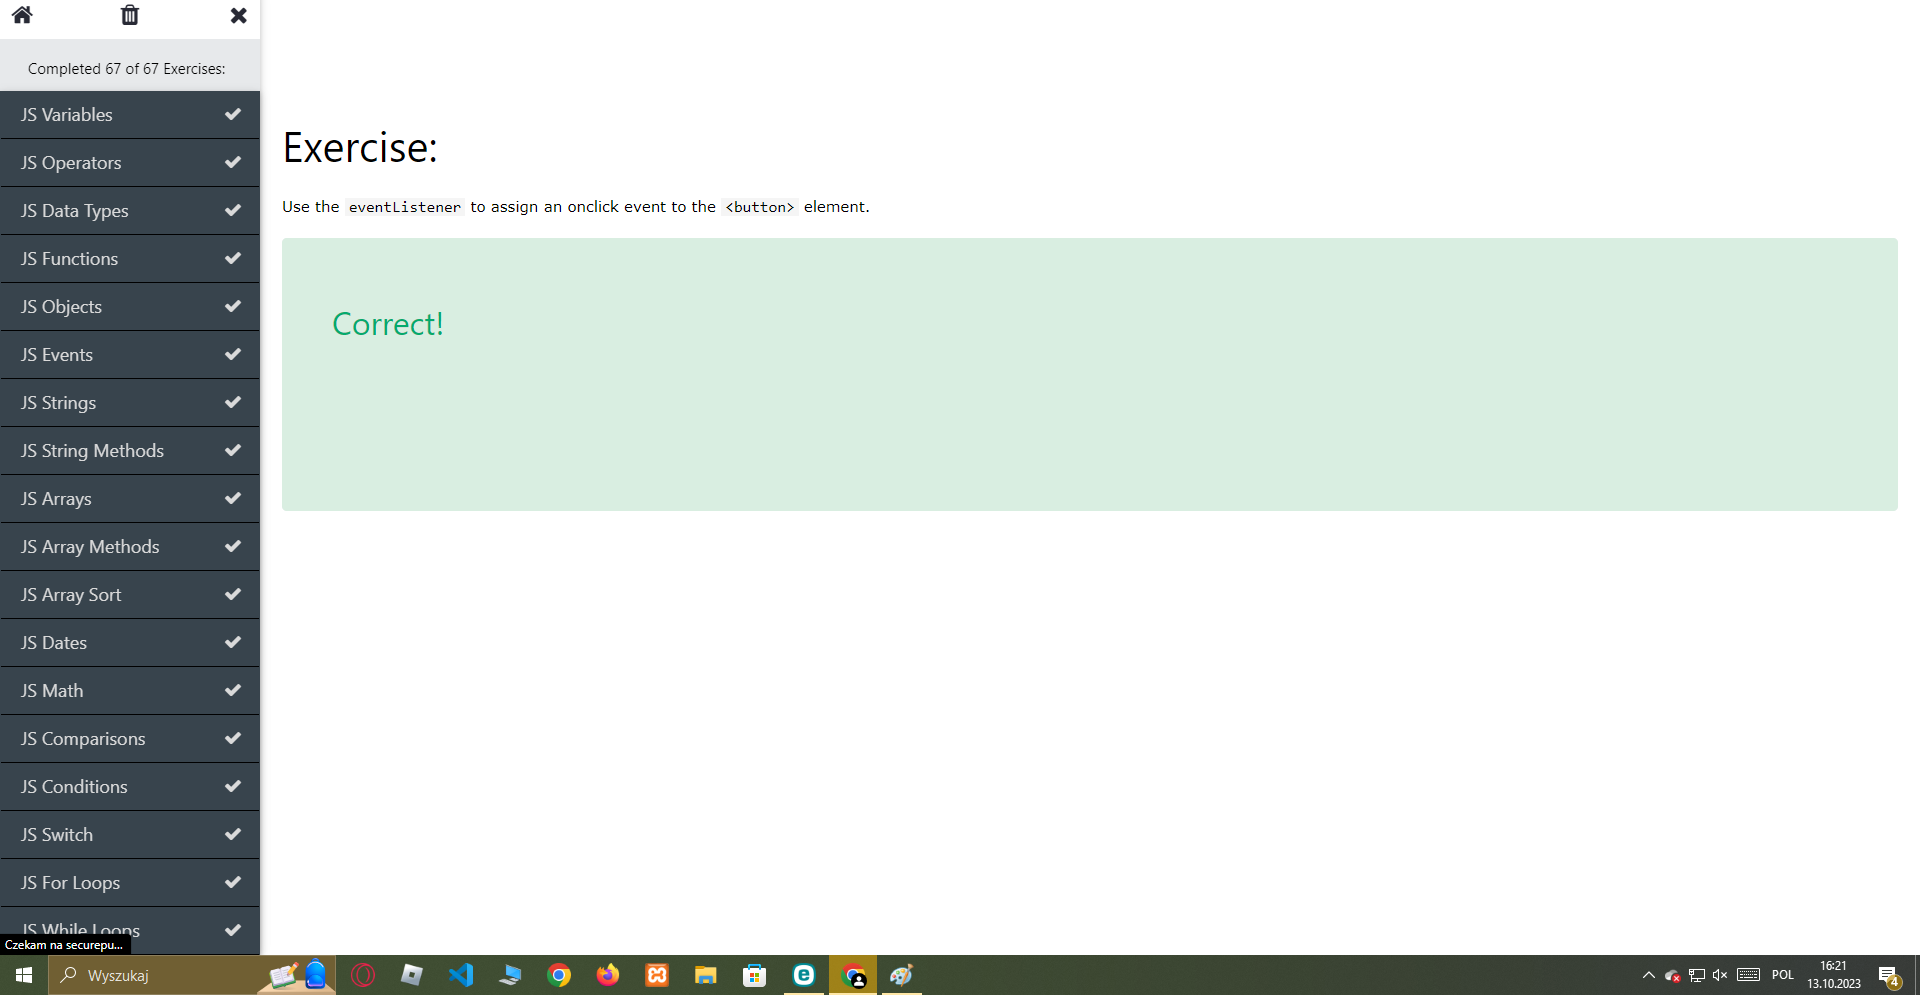 Completed 67 of 67 Exercises:
JS Variables
JS Operators
JS Data Types
JS Functions
JS Objects
JS Events
JS Strings
JS String Methods
JS Arrays
JS Array Methods
JS Array Sort
JS Dates
JS Math
JS Comparisons
JS Conditions
JS Switch
JS For Loops
JS While Loops
Exercise:
Use the eventListener to assign an onclick event to the <button> element.
Correct!
Czekam na securepu...
Wyszukaj
POL
16:21
13.10.2023
4